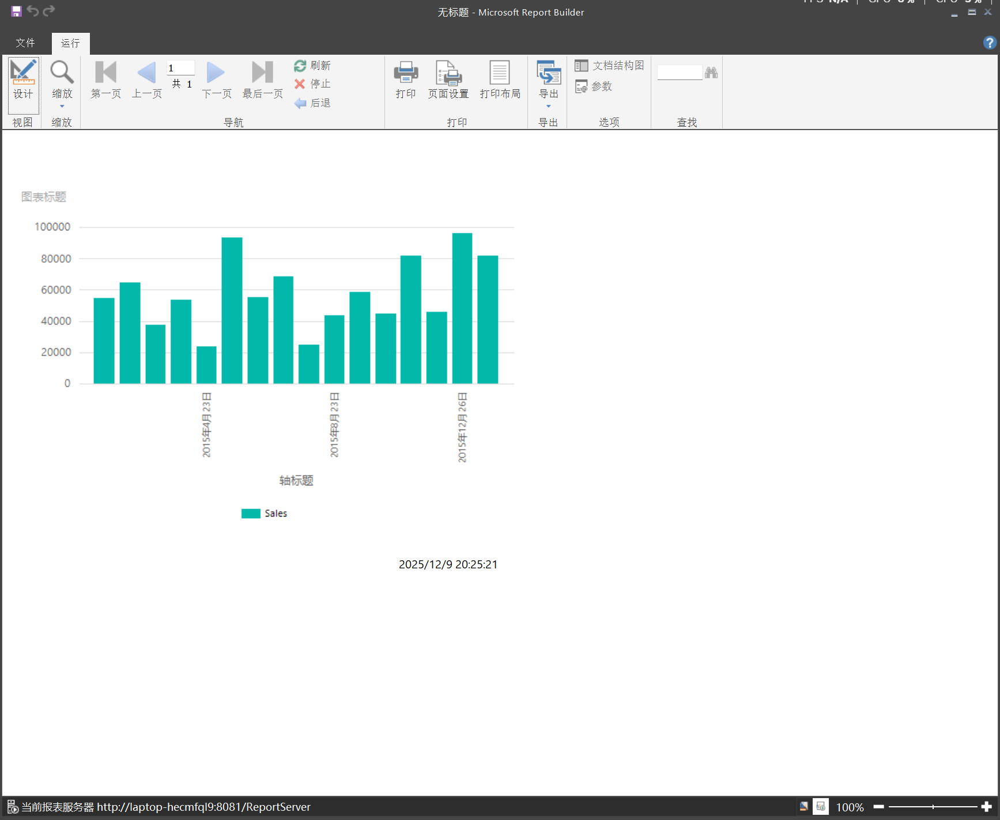 无标题 - Microsoft Report Builder
文件
运行
设计
缩放
第一页
上一页
1
共 1
下一页
最后一页
刷新
停止
后退
打印
页面设置
打印布局
导出
文档结构图
参数
视图
缩放
导航
打印
导出
选项
查找
图表标题
100000
80000
60000
40000
20000
0
2015年4月23日
2015年8月23日
2015年12月26日
轴标题
Sales
2025/12/9 20:25:21
当前报表服务器 http://laptop-hecmfql9:8081/ReportServer
100%